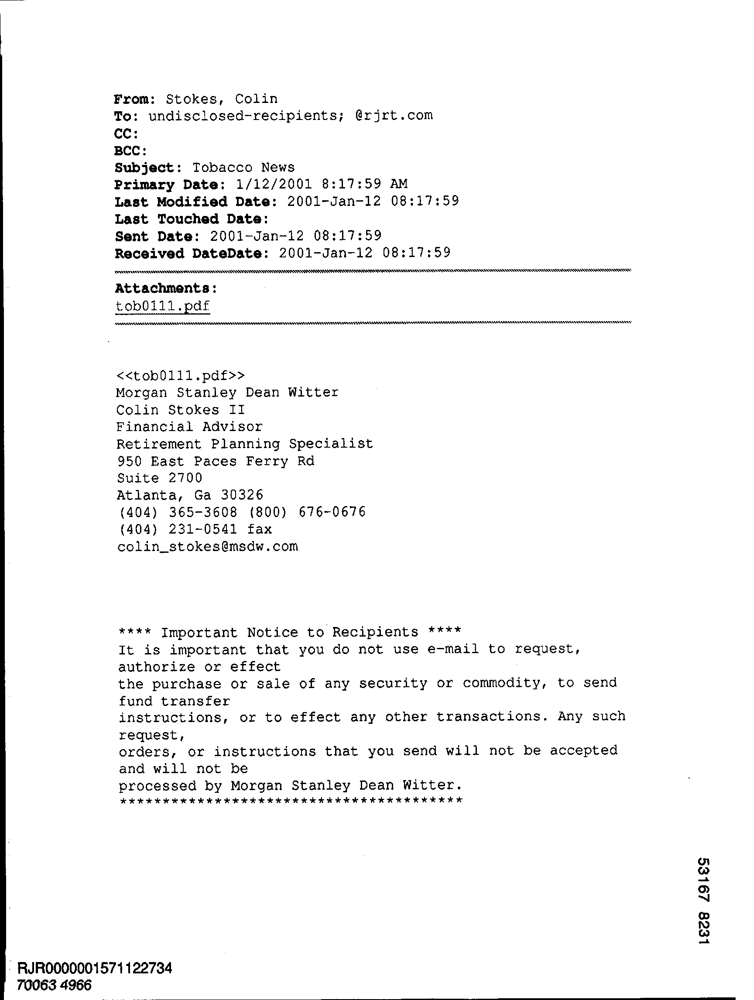 From: Stokes, Colin
To: undisclosed-recipients; @rjrt.com
CC:
BCC:
Subject: Tobacco News
Primary Date: 1/12/2001 8:17:59 AM
Last Modified Date: 2001-Jan-12 08:17:59
Last Touched Date:
Sent Date: 2001-Jan-12 08:17:59
Received DateDate: 2001-Jan-12 08:17:59
Attachments:
tob0111.pdf
<<tob0111.pdf>>
Morgan Stanley Dean Witter
Colin Stokes II
Financial Advisor
Retirement Planning Specialist
950 East Paces Ferry Rd
Suite 2700
Atlanta, Ga 30326
(404) 365-3608 (800) 676-0676
(404) 231-0541 fax
colin_stokes@msdw.com
**** Important Notice to Recipients ****
It is important that you do not use e-mail to request,
authorize or effect
the purchase or sale of any security or commodity, to send
fund transfer
instructions, or to effect any other transactions. Any such
request,
orders, or instructions that you send will not be accepted
and will not be
processed by Morgan Stanley Dean Witter.
****************************************
53167 8231
RJR0000001571122734
70063 4966